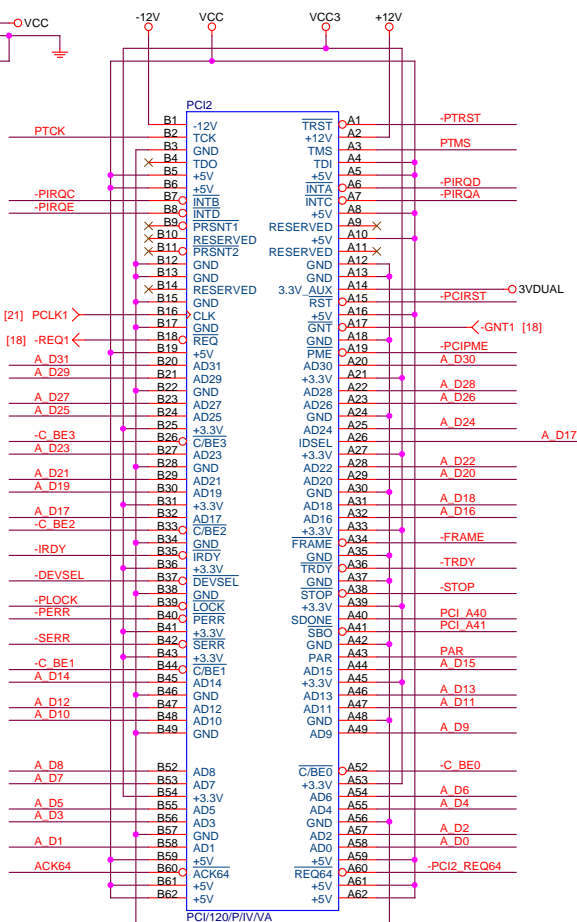 -12V VCC VCC3 +12V
VCC
PCI2
B1 -12V TRST A1 -PTRST
PTCK B2 TCK +12V A2
B3 GND TMS A3 PTMS
B4 TDO TDI A4
B5 +5V +5V A5
B6 +5V INTA A6 -PIRQD
-PIRQC B7 INTB INTC A7 -PIRQA
-PIRQE B8 INTD +5V A8
B9 PRSNT1 RESERVED A9
B10 RESERVED +5V A10
B11 PRSNT2 RESERVED A11
B12 GND GND A12
B13 GND GND A13
B14 RESERVED 3.3V_AUX A14 3VDUAL
B15 GND RST A15 -PCIRST
[21] PCLK1 B16 CLK +5V A16
B17 GND GNT A17 -GNT1 [18]
[18] -REQ1 B18 REQ GND A18
B19 +5V PME A19 -PCIPME
A_D31 B20 AD31 AD30 A20 A_D30
A_D29 B21 AD29 +3.3V A21
B22 GND AD28 A22 A_D28
A_D27 B23 AD27 AD26 A23 A_D26
A_D25 B24 AD25 GND A24
B25 +3.3V AD24 A25 A_D24
-C_BE3 B26 C/BE3 IDSEL A26 A_D17
A_D23 B27 AD23 +3.3V A27
B28 GND AD22 A28 A_D22
A_D21 B29 AD21 AD20 A29 A_D20
A_D19 B30 AD19 GND A30
B31 +3.3V AD18 A31 A_D18
A_D17 B32 AD17 AD16 A32 A_D16
-C_BE2 B33 C/BE2 +3.3V A33
B34 GND FRAME A34 -FRAME
-IRDY B35 IRDY GND A35
B36 +3.3V TRDY A36 -TRDY
-DEVSEL B37 DEVSEL GND A37
B38 GND STOP A38 -STOP
-PLOCK B39 LOCK +3.3V A39
-PERR B40 PERR SDONE A40 PCI_A40
B41 +3.3V SBO A41 PCI_A41
-SERR B42 SERR GND A42
B43 +3.3V PAR A43 PAR
-C_BE1 B44 C/BE1 AD15 A44 A_D15
A_D14 B45 AD14 +3.3V A45
B46 GND AD13 A46 A_D13
A_D12 B47 AD12 AD11 A47 A_D11
A_D10 B48 AD10 GND A48
B49 GND AD9 A49 A_D9
A_D8 B52 AD8 C/BE0 A52 -C_BE0
A_D7 B53 AD7 +3.3V A53
B54 +3.3V AD6 A54 A_D6
A_D5 B55 AD5 AD4 A55 A_D4
A_D3 B56 AD3 GND A56
B57 GND AD2 A57 A_D2
A_D1 B58 AD1 AD0 A58 A_D0
B59 +5V +5V A59
ACK64 B60 ACK64 REQ64 A60 -PCI2_REQ64
B61 +5V +5V A61
B62 +5V +5V A62
PCI/120/P/IV/VA